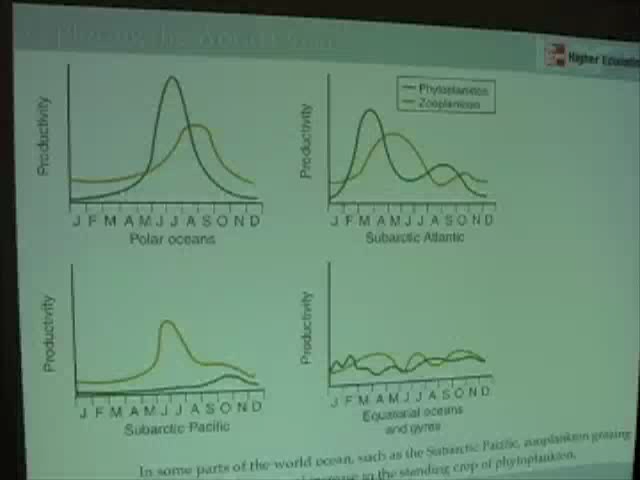 Higher Education
Productivity
J F M A M J J A S O N D
Polar oceans
Productivity
Phytoplankton
Zooplankton
J F M A M J J A S O N D
Subarctic Atlantic
Productivity
J F M A M J J A S O N D
Subarctic Pacific
Productivity
J F M A M J J A S O N D
Equatorial oceans
and gyres
In some parts of the world ocean, such as the Subarctic Pacific, zooplankton grazing
in the standing crop of phytoplankton.